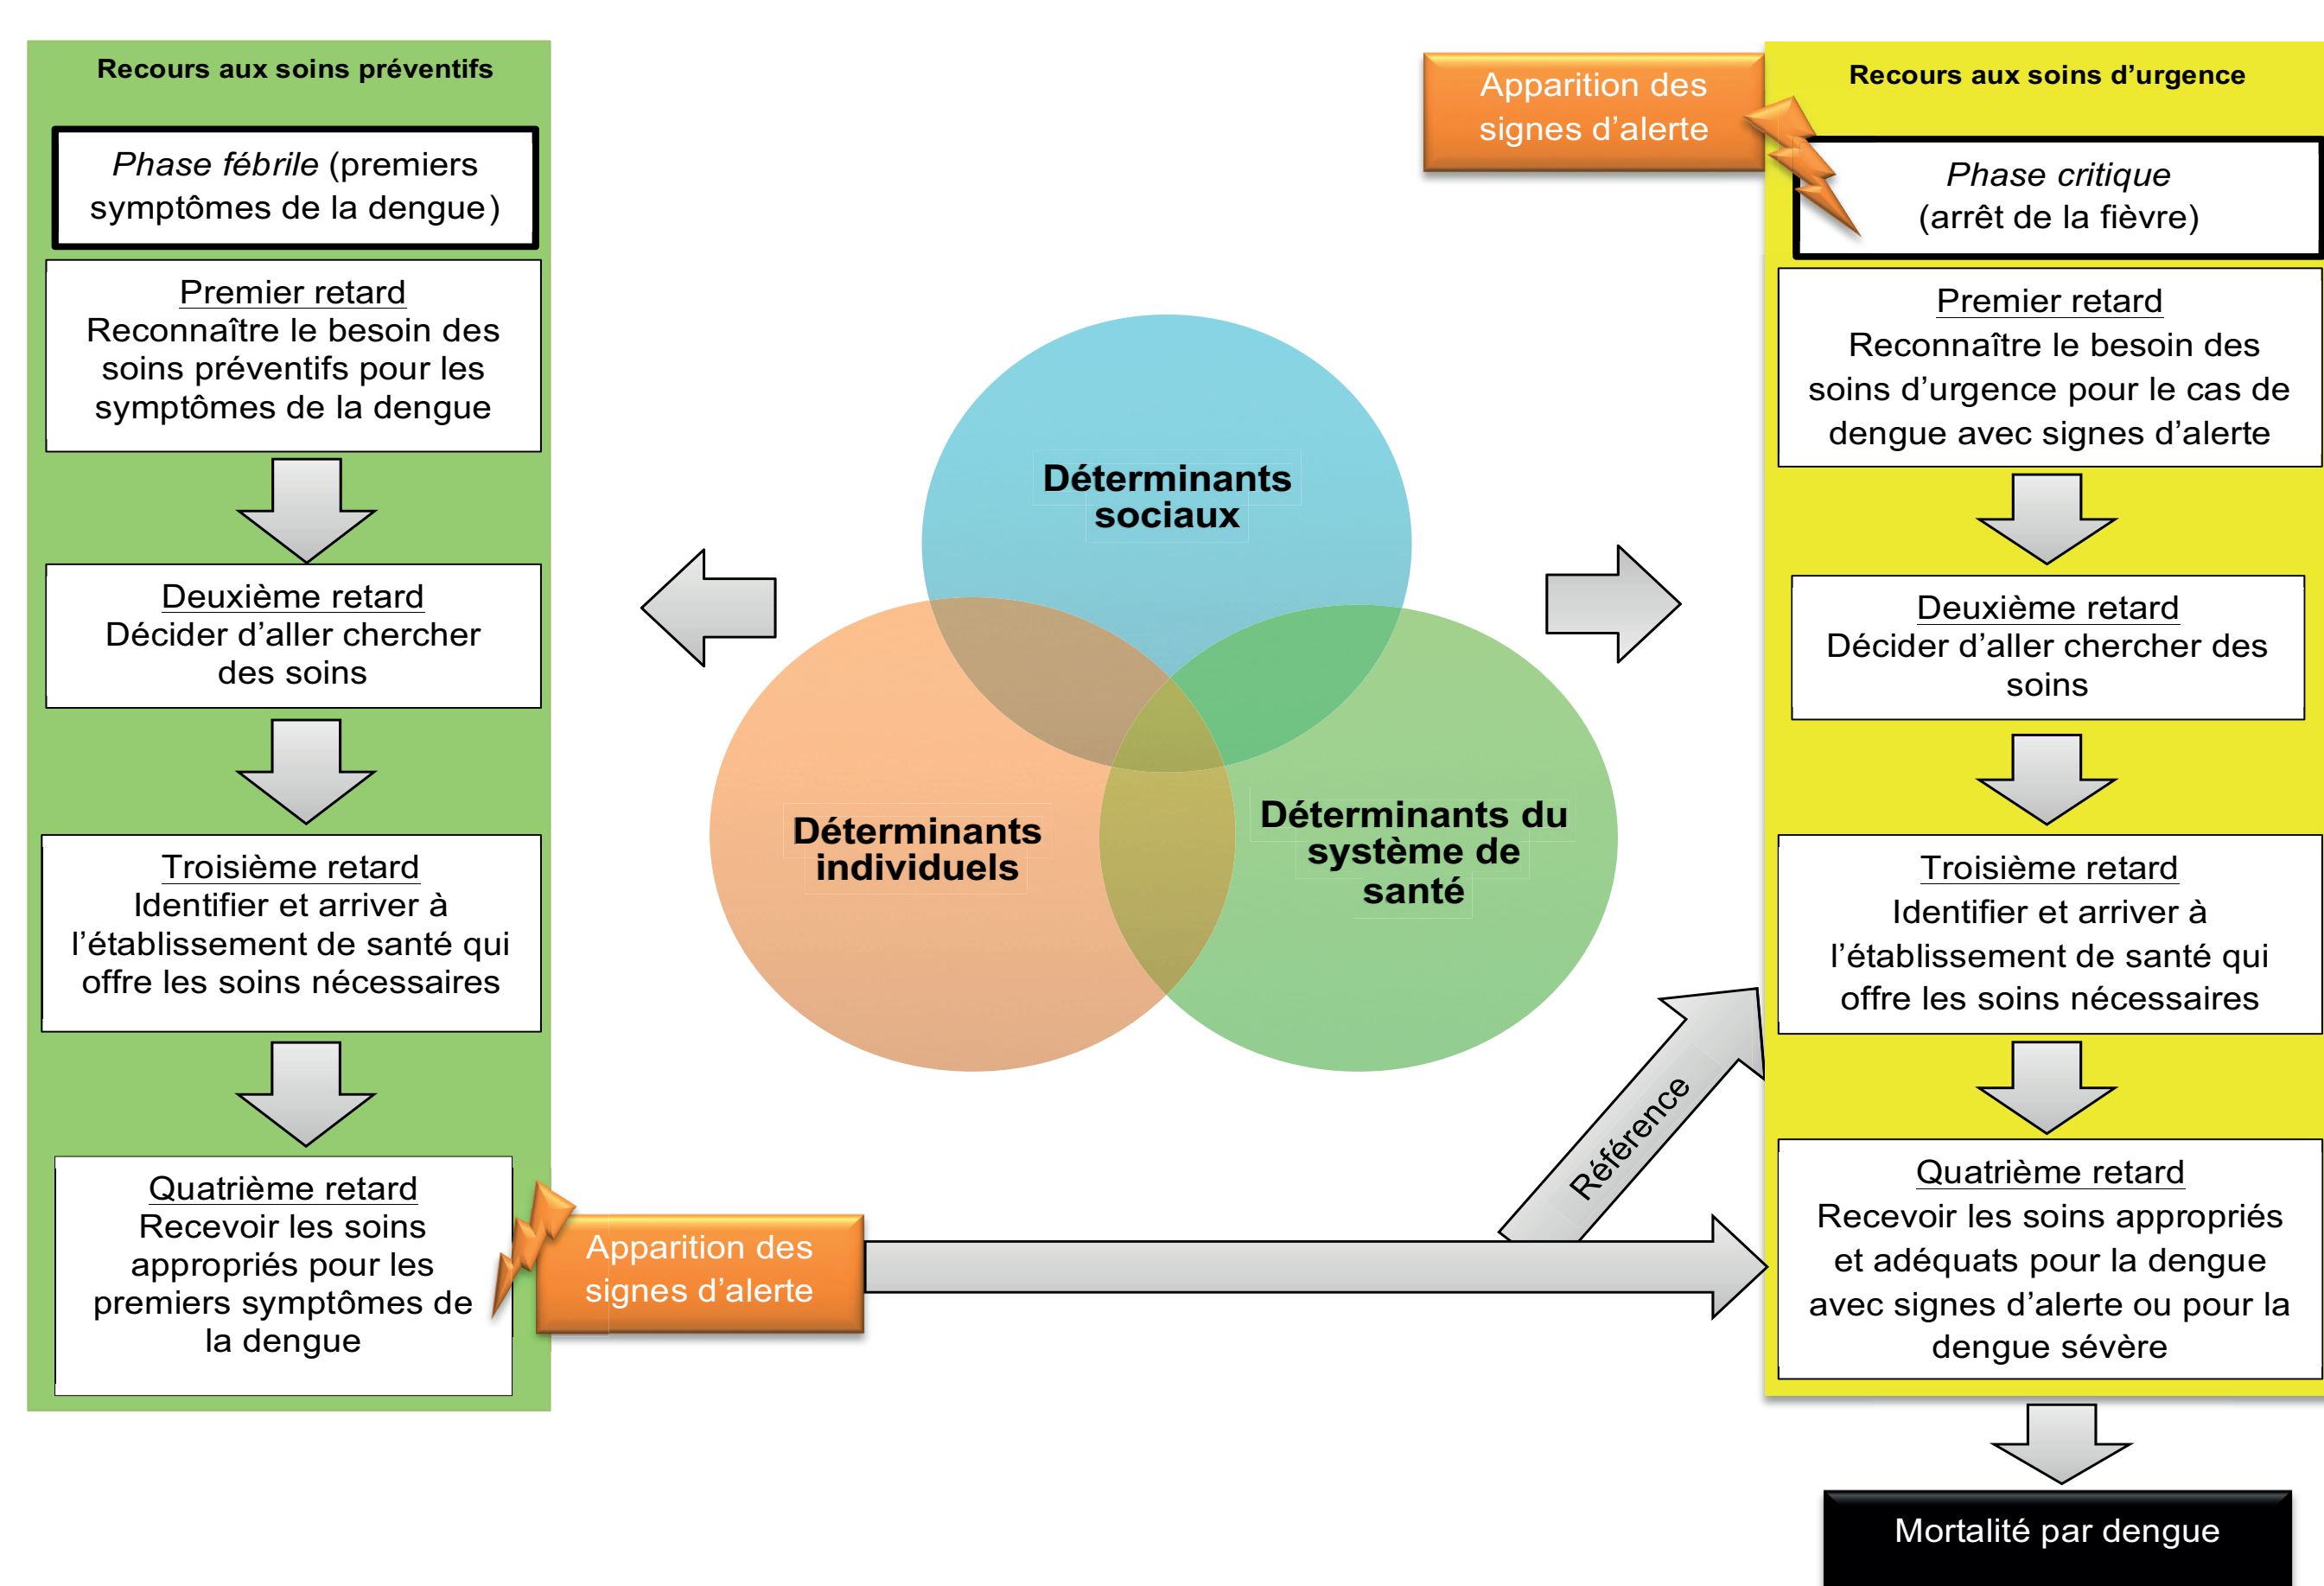 Recours aux soins préventifs
Phase fébrile (premiers
symptômes de la dengue)
Premier retard
Reconnaître le besoin des
soins préventifs pour les
symptômes de la dengue
Deuxième retard
Décider d’aller chercher
des soins
Troisième retard
Identifier et arriver à
l’établissement de santé qui
offre les soins nécessaires
Quatrième retard
Recevoir les soins
appropriés pour les
premiers symptômes de
la dengue
Apparition des
signes d’alerte
Déterminants
sociaux
Déterminants
individuels
Déterminants du
système de
santé
Référence
Apparition des
signes d’alerte
Recours aux soins d’urgence
Phase critique
(arrêt de la fièvre)
Premier retard
Reconnaître le besoin des
soins d’urgence pour le cas de
dengue avec signes d’alerte
Deuxième retard
Décider d’aller chercher des
soins
Troisième retard
Identifier et arriver à
l’établissement de santé qui
offre les soins nécessaires
Quatrième retard
Recevoir les soins appropriés
et adéquats pour la dengue
avec signes d’alerte ou pour la
dengue sévère
Mortalité par dengue